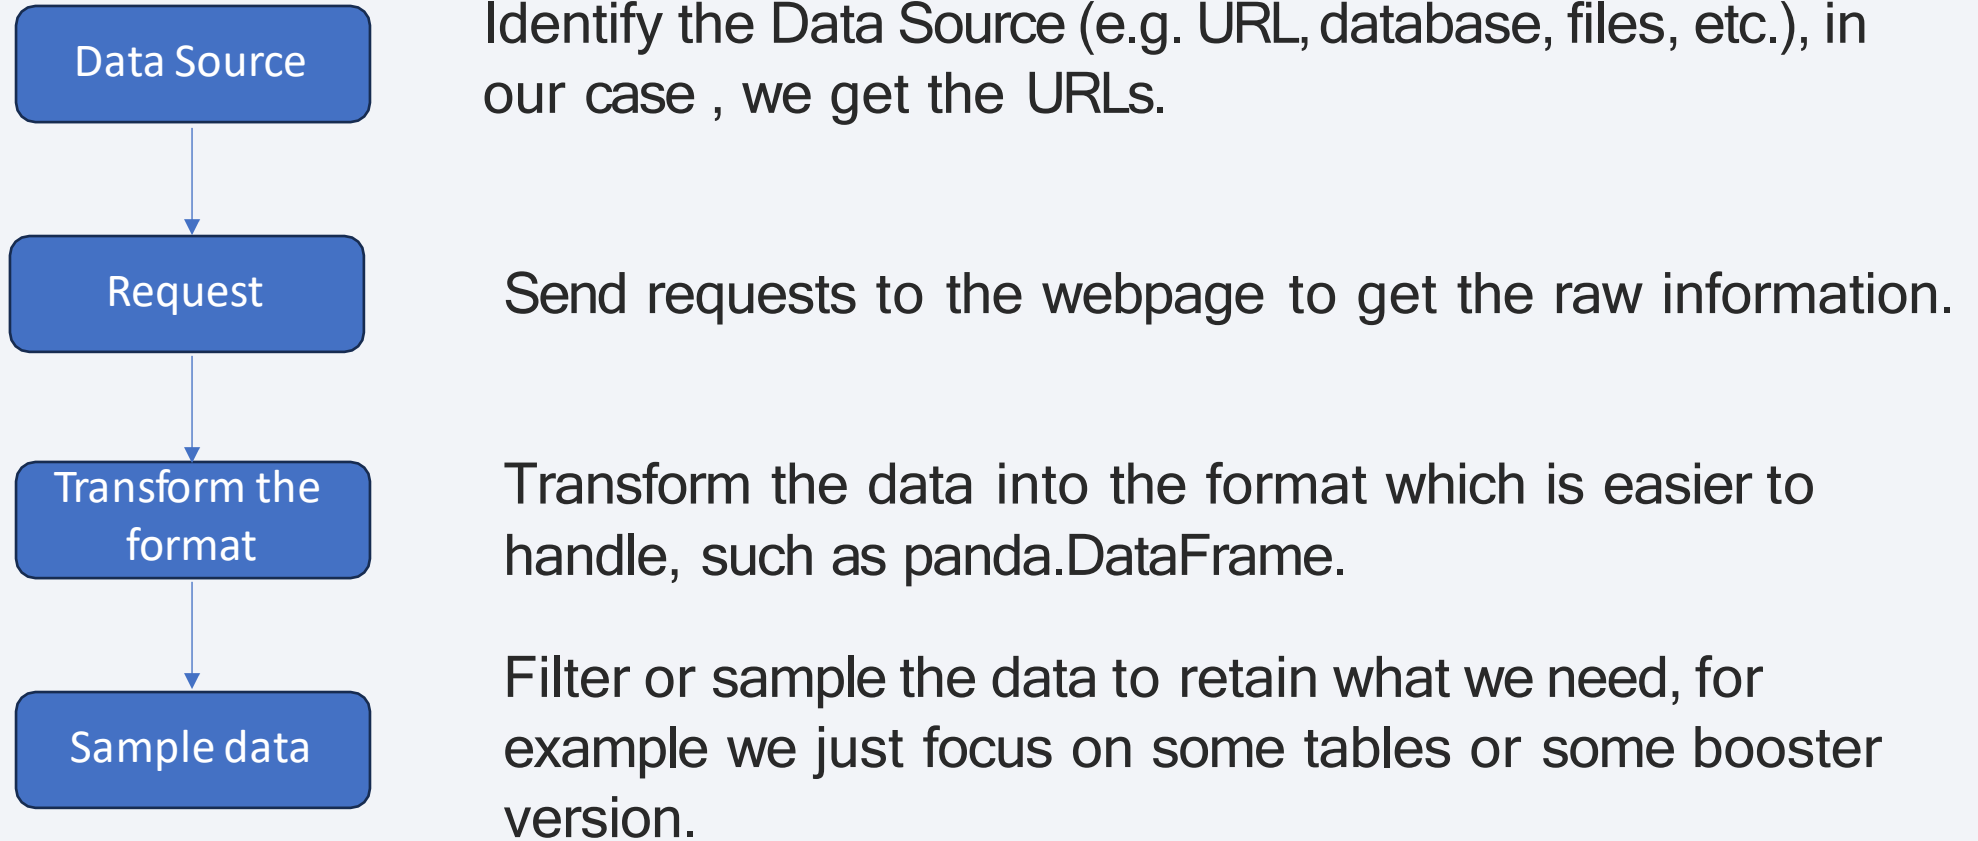 Data Source
Identify the Data Source (e.g. URL, database, files, etc.), in
our case , we get the URLs.
Request
Send requests to the webpage to get the raw information.
Transform the
format
Transform the data into the format which is easier to
handle, such as panda.DataFrame.
Sample data
Filter or sample the data to retain what we need, for
example we just focus on some tables or some booster
version.